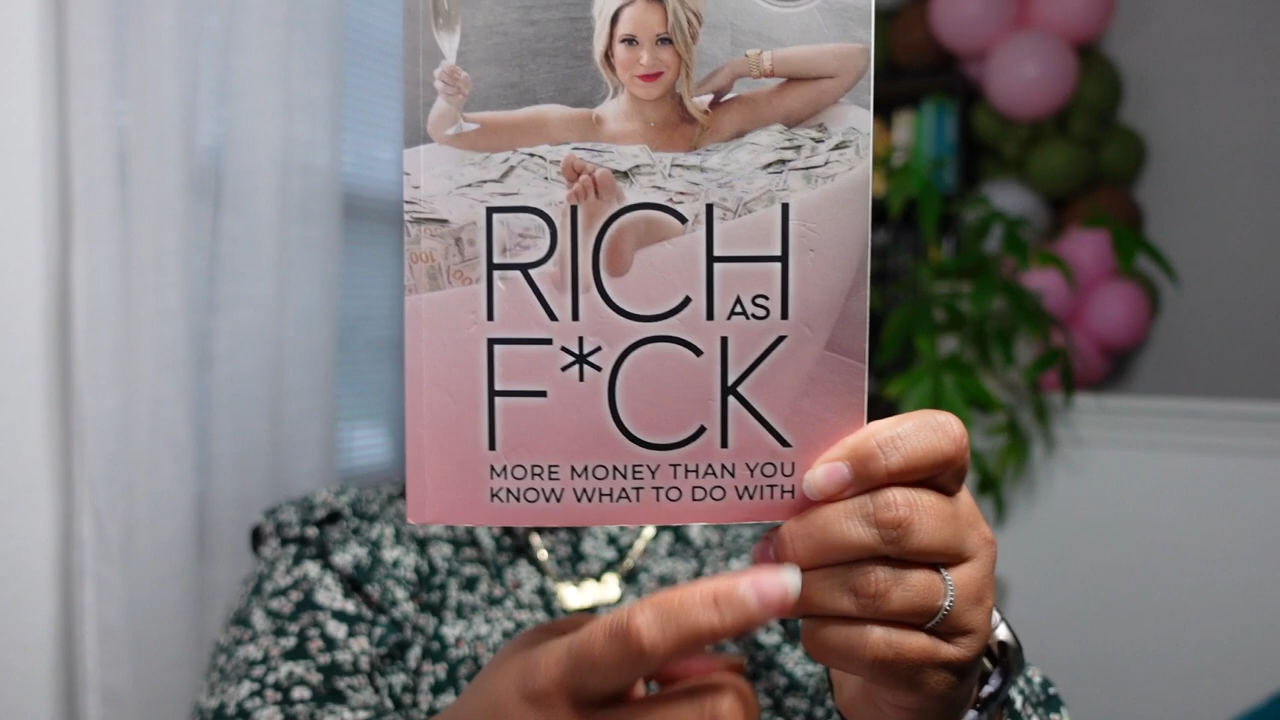 RICH
AS
F*CK
MORE MONEY THAN YOU
KNOW WHAT TO DO WITH